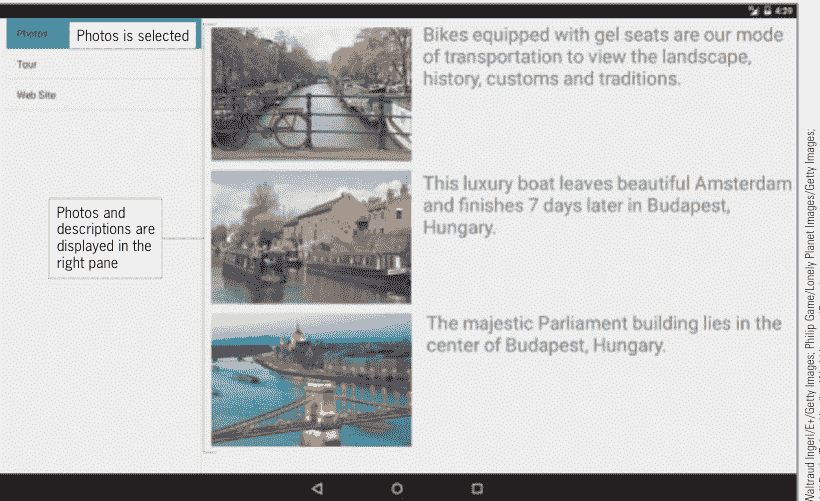 4:39
Photos
Photos is selected
Tour
Web Site
Photos and
descriptions are
displayed in the
right pane
Bikes equipped with gel seats are our mode
of transportation to view the landscape,
history, customs and traditions.
This luxury boat leaves beautiful Amsterdam
and finishes 7 days later in Budapest,
Hungary.
The majestic Parliament building lies in the
center of Budapest, Hungary.
Waltraud Ingerl/E+/Getty Images; Philip Game/Lonely Planet Images/Getty Images;